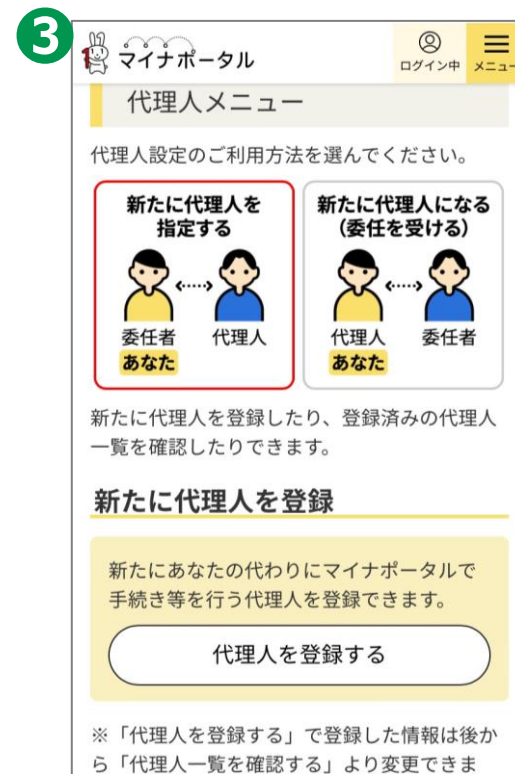 3
マイナポータル
ログイン中
メニュー
代理人メニュー
代理人設定のご利用方法を選んでください。
新たに代理人を
指定する
委任者
代理人
あなた
新たに代理人になる
（委任を受ける）
代理人
委任者
あなた
新たに代理人を登録したり、登録済みの代理人
一覧を確認したりできます。
新たに代理人を登録
新たにあなたの代わりにマイナポータルで
手続き等を行う代理人を登録できます。
代理人を登録する
※「代理人を登録する」で登録した情報は後か
ら「代理人一覧を確認する」より変更できま